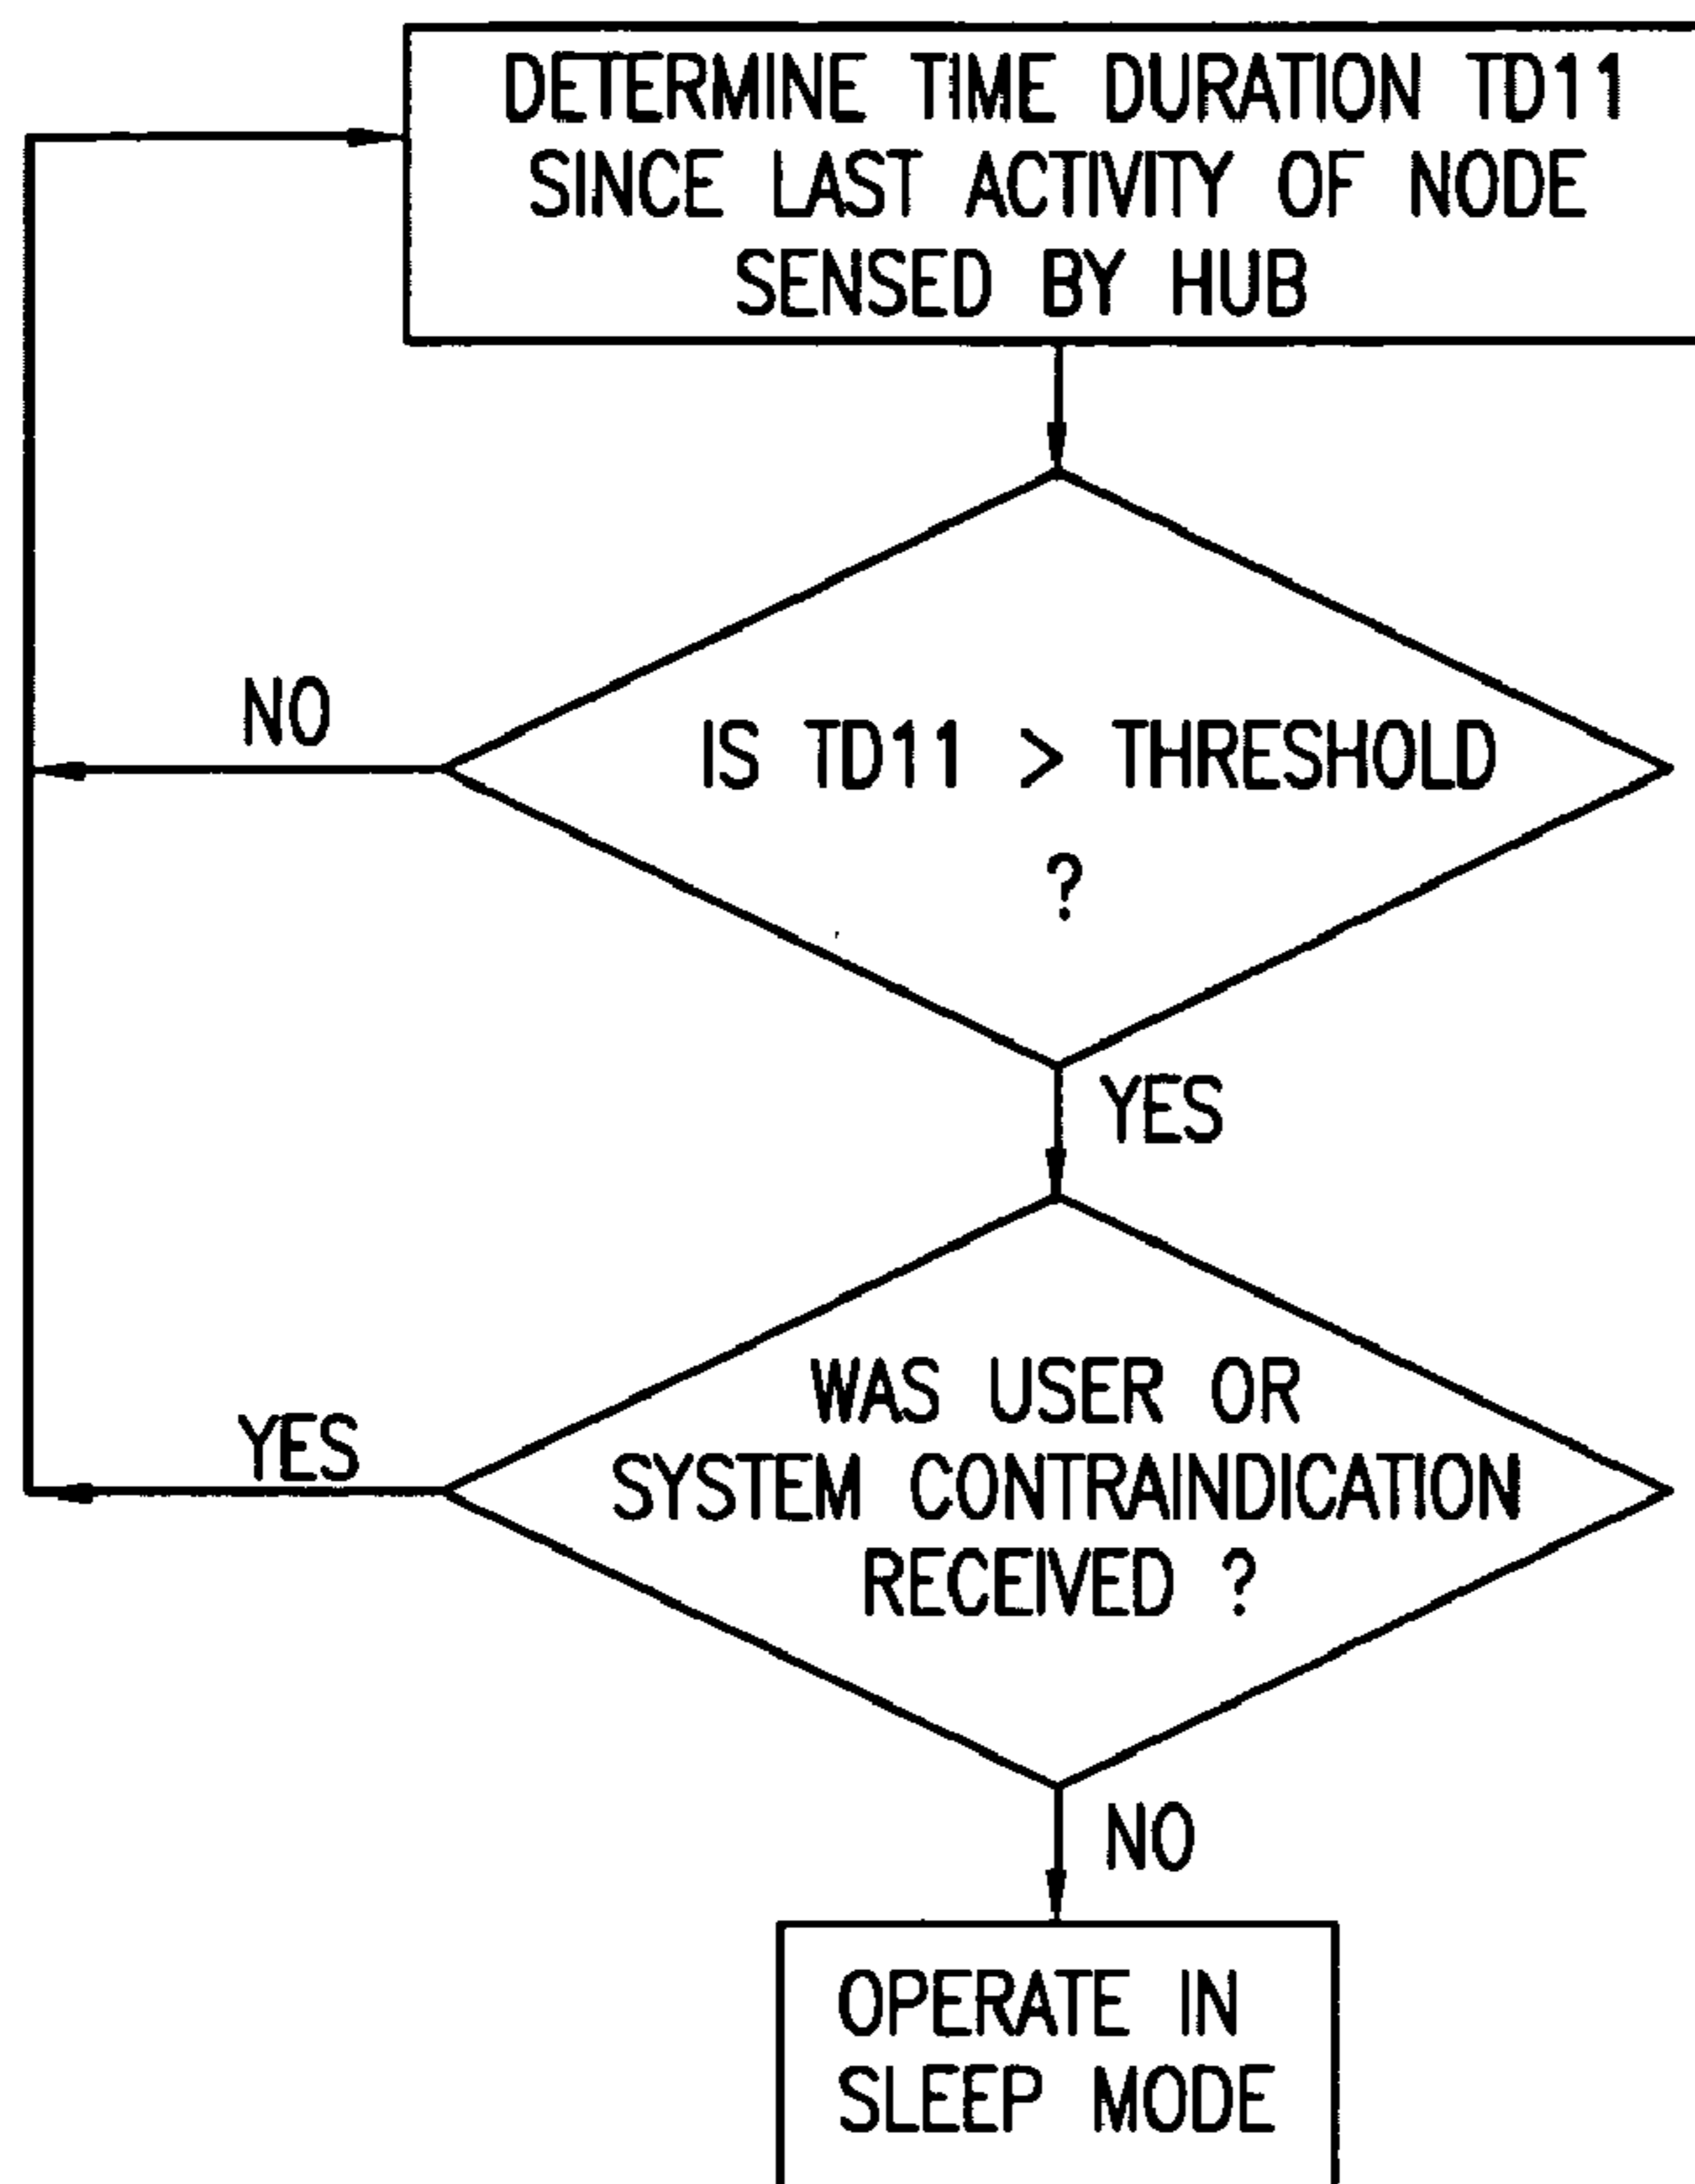 DETERMINE TIME DURATION TD11
SINCE LAST ACTIVITY OF NODE
SENSED BY HUB
NO
IS TD11 > THRESHOLD
?
YES
WAS USER OR
SYSTEM CONTRAINDICATION
RECEIVED ?
YES
NO
OPERATE IN
SLEEP MODE